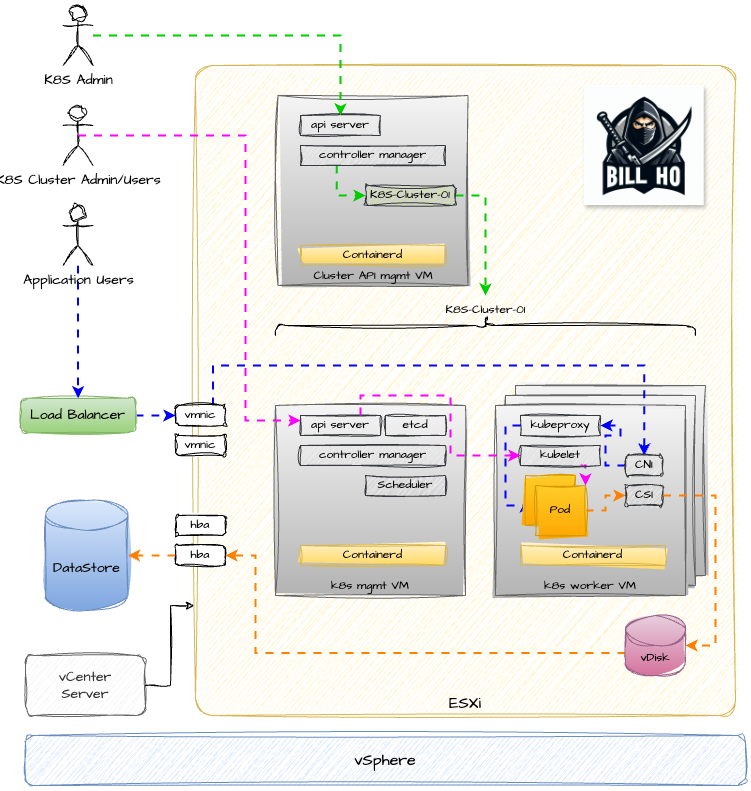 K8S Admin
api server
controller manager
BILL HO
K8S Cluster Admin/Users
K8S-Cluster-01
Containerd
Cluster API mgmt VM
Application Users
K8S-Cluster-01
Load Balancer
vmnic
vmnic
api server
etcd
controller manager
Scheduler
kubeproxy
kubelet
CNI
CSI
Pod
hba
hba
DataStore
Containerd
k8s mgmt VM
Containerd
k8s worker VM
vDisk
vCenter
Server
ESXi
vSphere